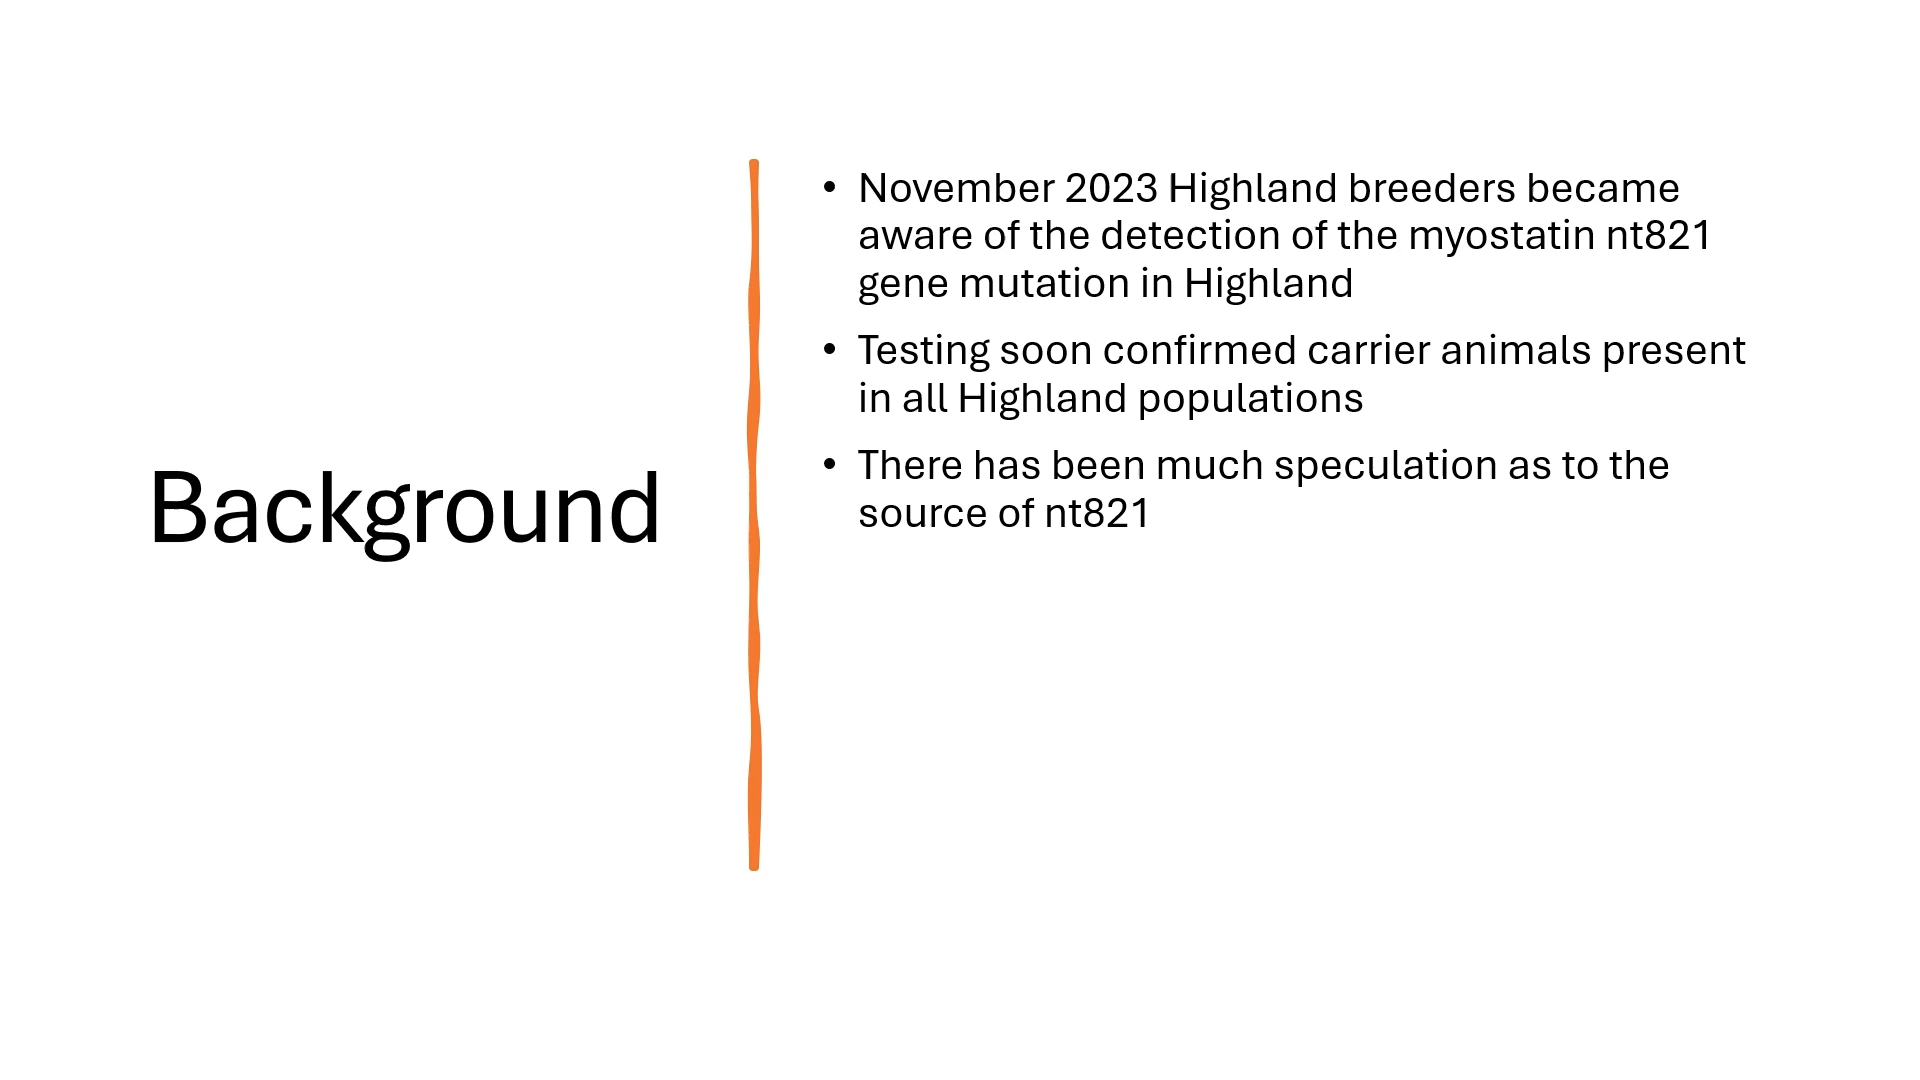 Background
• November 2023 Highland breeders became
aware of the detection of the myostatin nt821
gene mutation in Highland
• Testing soon confirmed carrier animals present
in all Highland populations
• There has been much speculation as to the
source of nt821